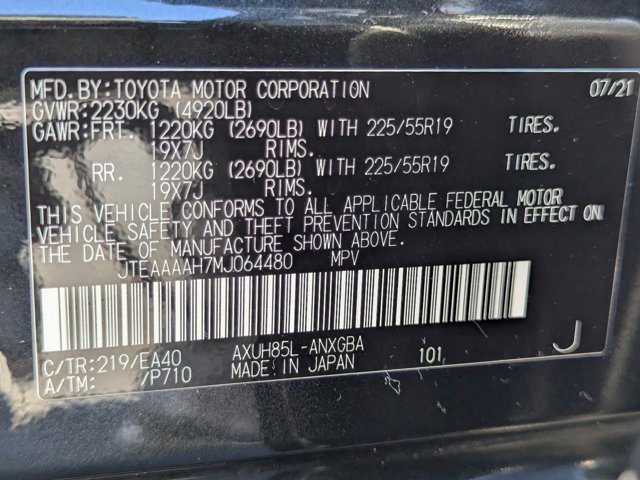 MFD. BY: TOYOTA MOTOR CORPORATION 07/21
GVWR: 2230KG (4920LB)
GAWR: FRT. 1220KG (2690LB) WITH 225/55R19 TIRES.
19X7J RIMS.
RR. 1220KG (2690LB) WITH 225/55R19 TIRES.
19X7J RIMS.
THIS VEHICLE CONFORMS TO ALL APPLICABLE FEDERAL MOTOR
VEHICLE SAFETY AND THEFT PREVENTION STANDARDS IN EFFECT ON
THE DATE OF MANUFACTURE SHOWN ABOVE.
JTEAAAAH7MJ064480 MPV
C/TR: 219/EA40 AXUH85L-ANXGBA 101 J
A/TM: /P710 MADE IN JAPAN